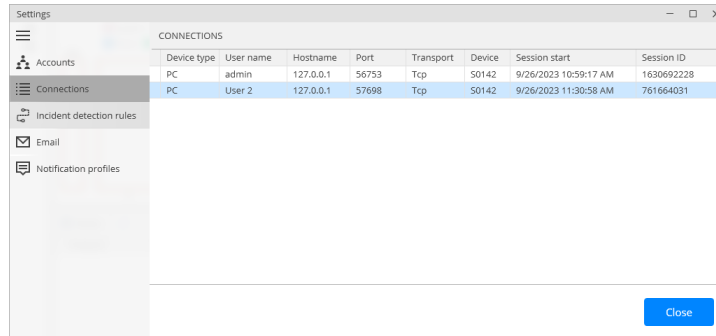 Settings
CONNECTIONS
Accounts
Connections
Incident detection rules
Email
Notification profiles
Device type User name Hostname Port Transport Device Session start Session ID
PC admin 127.0.0.1 56753 Tcp S0142 9/26/2023 10:59:17 AM 1630692228
PC User 2 127.0.0.1 57698 Tcp S0142 9/26/2023 11:30:58 AM 761664031
Close